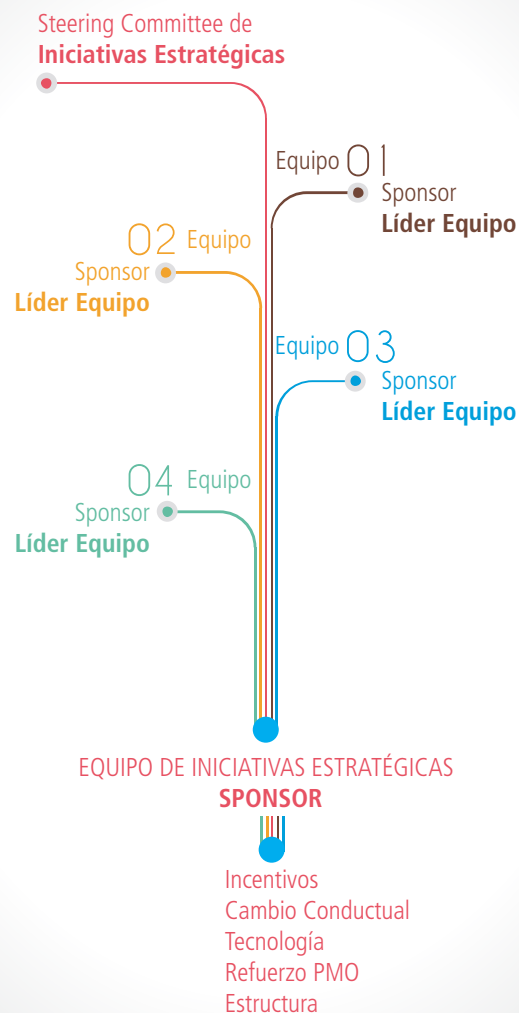 Steering Committee de
Iniciativas Estratégicas
Equipo 01
Sponsor
Líder Equipo
02 Equipo
Sponsor
Líder Equipo
Equipo 03
Sponsor
Líder Equipo
04 Equipo
Sponsor
Líder Equipo
EQUIPO DE INICIATIVAS ESTRATÉGICAS
SPONSOR
Incentivos
Cambio Conductual
Tecnología
Refuerzo PMO
Estructura